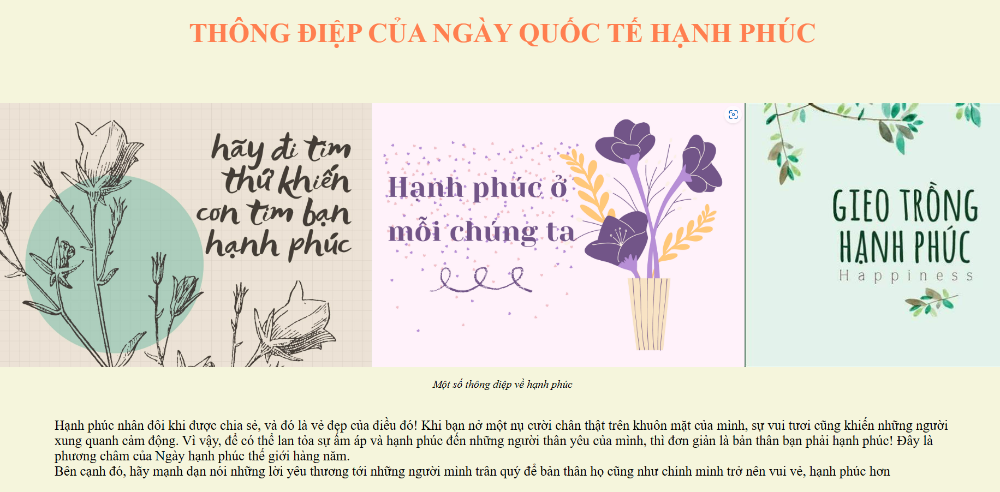 THÔNG ĐIỆP CỦA NGÀY QUỐC TẾ HẠNH PHÚC
hãy đi tìm
thứ khiến
con tim bạn
hạnh phúc
Hạnh phúc ở
mỗi chúng ta
GIEO TRỒNG
HẠNH PHÚC
Happiness
Một số thông điệp về hạnh phúc
Hạnh phúc nhân đôi khi được chia sẻ, và đó là vẻ đẹp của điều đó! Khi bạn nở một nụ cười chân thật trên khuôn mặt của mình, sự vui tươi cũng khiến những người
xung quanh cảm động. Vì vậy, để có thể lan tỏa sự ấm áp và hạnh phúc đến những người thân yêu của mình, thì đơn giản là bản thân bạn phải hạnh phúc! Đây là
phương châm của Ngày hạnh phúc thế giới hàng năm.
Bên cạnh đó, hãy mạnh dạn nói những lời yêu thương tới những người mình trân quý để bản thân họ cũng như chính mình trở nên vui vẻ, hạnh phúc hơn